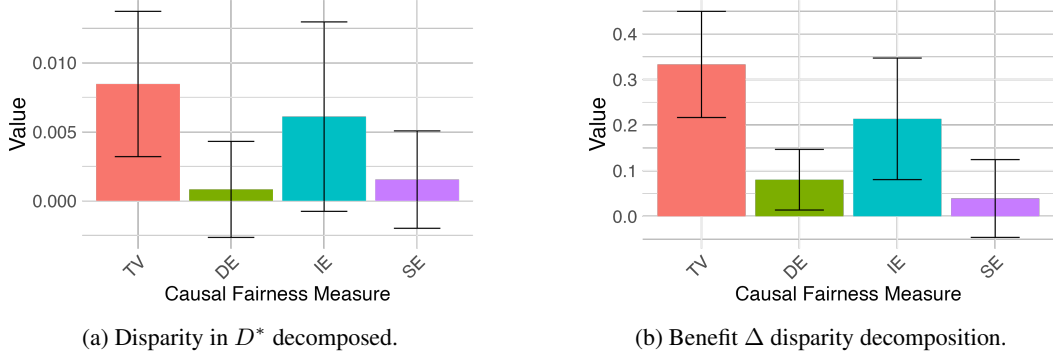 Value
0.010
0.005
0.000
TV
DE
IE
SE
Causal Fairness Measure
(a) Disparity in D* decomposed.
Value
0.4
0.3
0.2
0.1
0.0
TV
DE
IE
SE
Causal Fairness Measure
(b) Benefit Δ disparity decomposition.